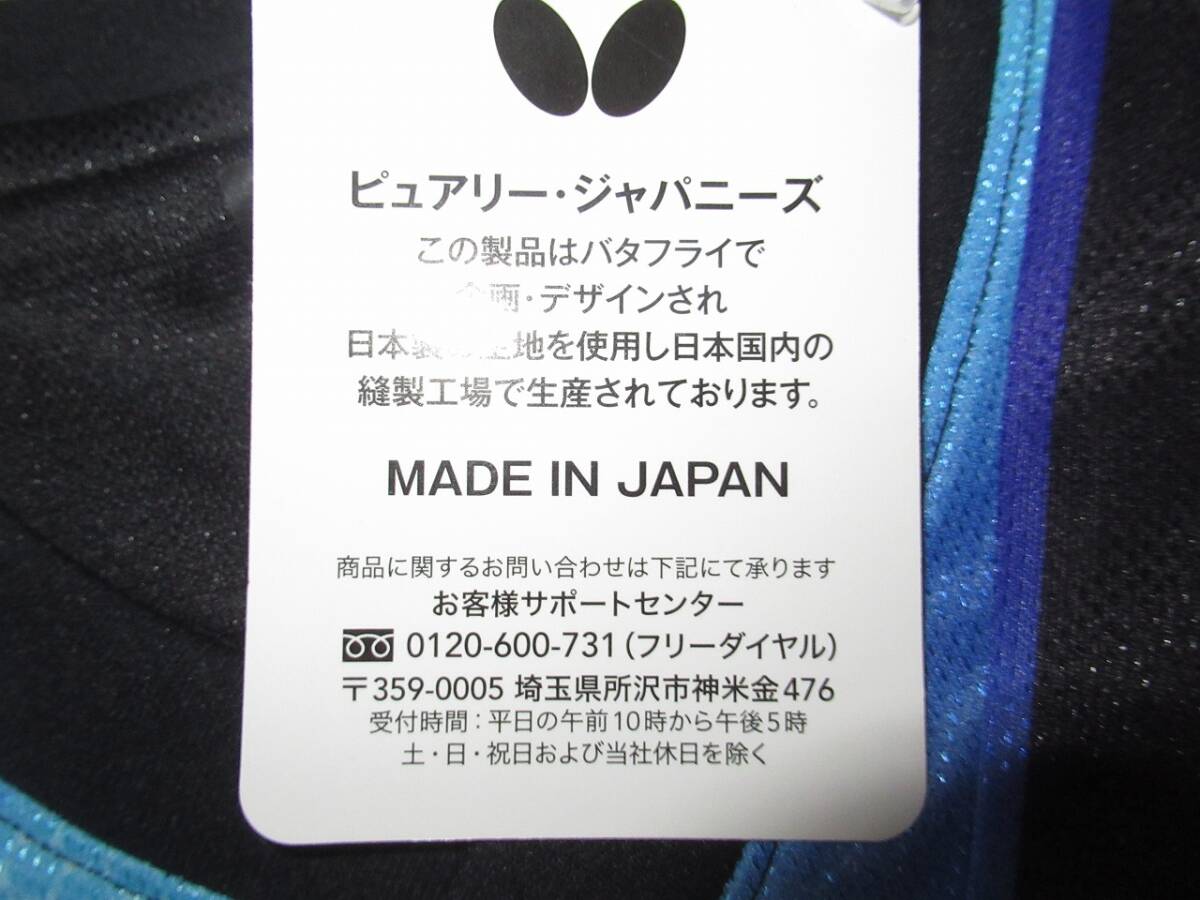 ピュアリー・ジャパニーズ
この製品はバタフライで
企画・デザインされ
日本製の生地を使用し日本国内の
縫製工場で生産されております。
MADE IN JAPAN
商品に関するお問い合わせは下記にて承ります
お客様サポートセンター
0120-600-731(フリーダイヤル)
〒359-0005 埼玉県所沢市神米金476
受付時間:平日の午前10時から午後5時
土・日・祝日および当社休日を除く